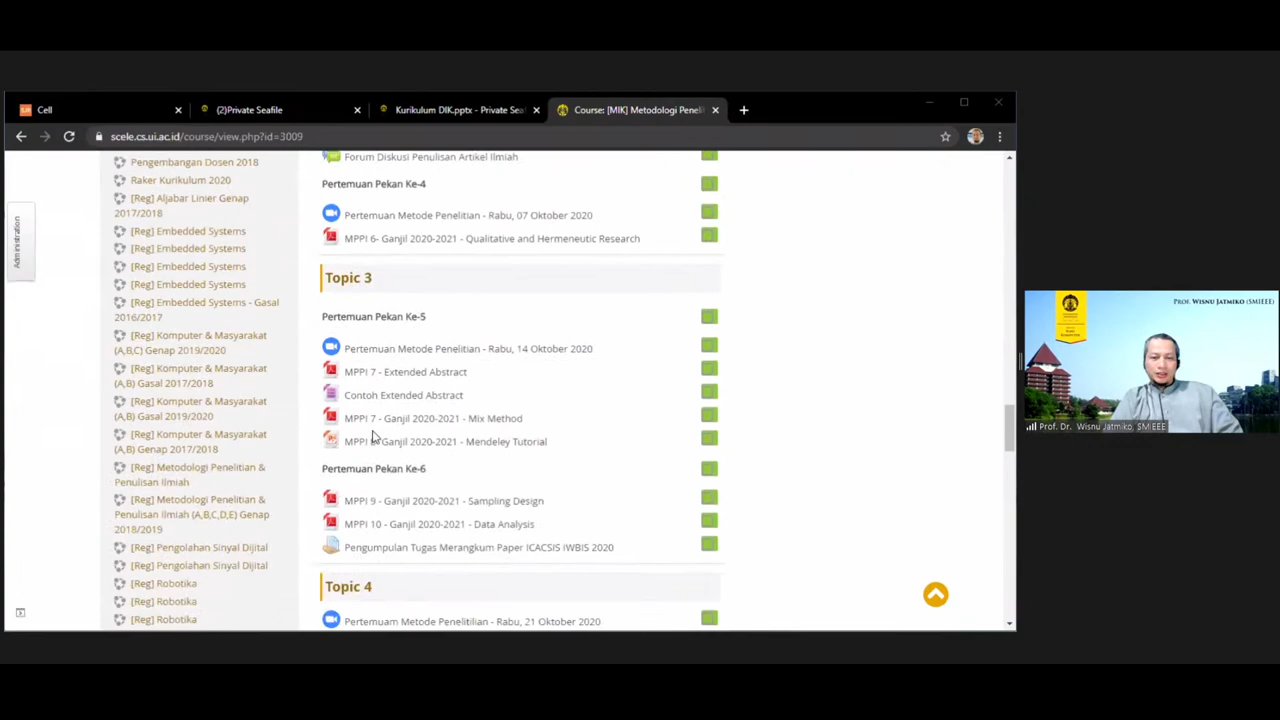 Cell
(2)Private Seafile
Kurikulum DIK.pptx - Private Sea
Course: [MIK] Metodologi Peneli
scele.cs.ui.ac.id/course/view.php?id=3009
Administration
Pengembangan Dosen 2018
Raker Kurikulum 2020
[Reg] Aljabar Linier Genap
2017/2018
[Reg] Embedded Systems
[Reg] Embedded Systems
[Reg] Embedded Systems
[Reg] Embedded Systems
[Reg] Embedded Systems - Gasal
2016/2017
[Reg] Komputer & Masyarakat
(A,B,C) Genap 2019/2020
[Reg] Komputer & Masyarakat
(A,B) Gasal 2017/2018
[Reg] Komputer & Masyarakat
(A,B) Gasal 2019/2020
[Reg] Komputer & Masyarakat
(A,B) Genap 2017/2018
[Reg] Metodologi Penelitian &
Penulisan Ilmiah
[Reg] Metodologi Penelitian &
Penulisan Ilmiah (A,B,C,D,E) Genap
2018/2019
[Reg] Pengolahan Sinyal Dijital
[Reg] Pengolahan Sinyal Dijital
[Reg] Robotika
[Reg] Robotika
[Reg] Robotika
Forum Diskusi Penulisan Artikel Ilmiah
Pertemuan Pekan Ke-4
Pertemuan Metode Penelitian - Rabu, 07 Oktober 2020
MPPI 6- Ganjil 2020-2021 - Qualitative and Hermeneutic Research
Topic 3
Pertemuan Pekan Ke-5
Pertemuan Metode Penelitian - Rabu, 14 Oktober 2020
MPPI 7 - Extended Abstract
Contoh Extended Abstract
MPPI 7 - Ganjil 2020-2021 - Mix Method
MPPI Ganjil 2020-2021 - Mendeley Tutorial
Pertemuan Pekan Ke-6
MPPI 9 - Ganjil 2020-2021 - Sampling Design
MPPI 10 - Ganjil 2020-2021 - Data Analysis
Pengumpulan Tugas Merangkum Paper ICACSIS IWBIS 2020
Topic 4
Pertemuam Metode Penelitilian - Rabu, 21 Oktober 2020
Prof. Wisnu Jatmiko (SMIEEE)
Prof. Dr. Wisnu Jatmiko, SMIEEE